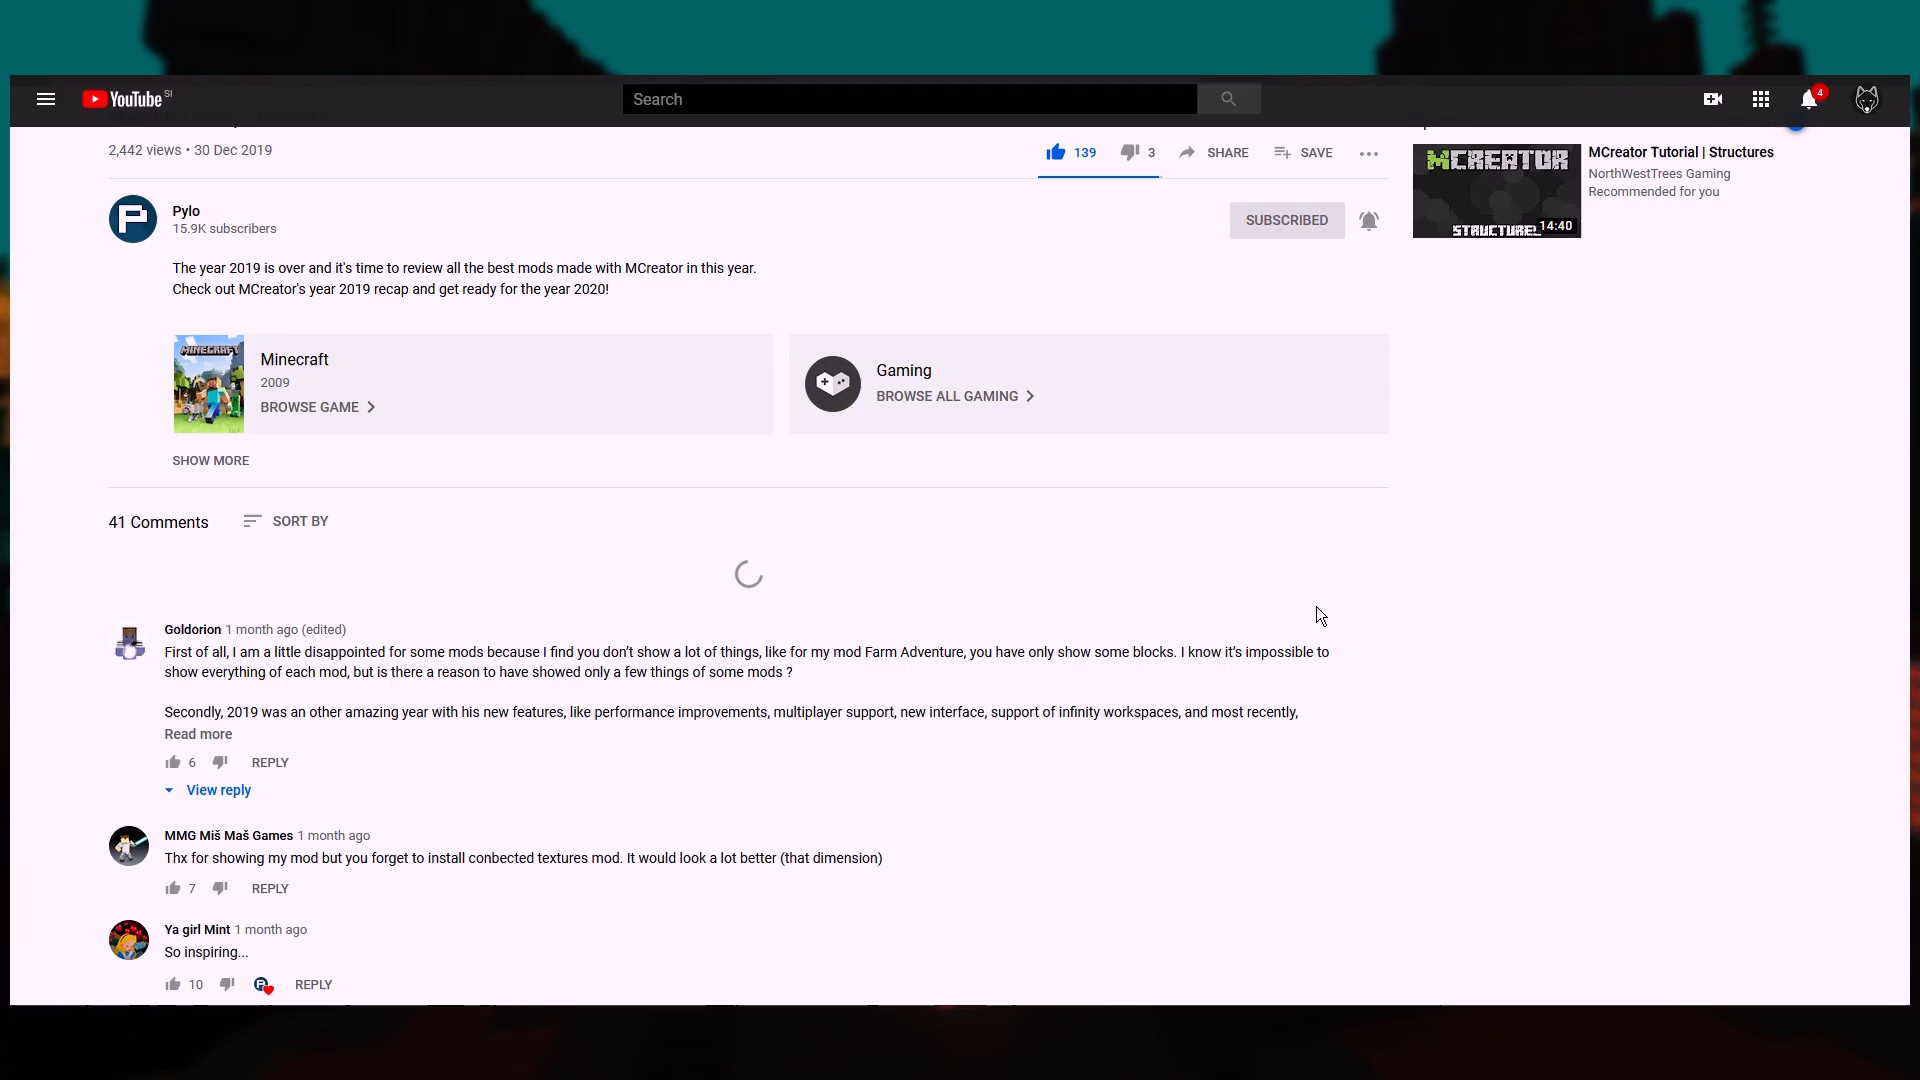 YouTube SI
Search
4
2,442 views • 30 Dec 2019
139
3
SHARE
SAVE
Pylo
15.9K subscribers
SUBSCRIBED
The year 2019 is over and it's time to review all the best mods made with MCreator in this year.
Check out MCreator's year 2019 recap and get ready for the year 2020!
MINECRAFT
Minecraft
2009
BROWSE GAME
Gaming
BROWSE ALL GAMING
SHOW MORE
41 Comments
SORT BY
Goldorion 1 month ago (edited)
First of all, I am a little disappointed for some mods because I find you don't show a lot of things, like for my mod Farm Adventure, you have only show some blocks. I know it's impossible to
show everything of each mod, but is there a reason to have showed only a few things of some mods ?
Secondly, 2019 was an other amazing year with his new features, like performance improvements, multiplayer support, new interface, support of infinity workspaces, and most recently,
Read more
6
REPLY
View reply
MMG Miš Maš Games 1 month ago
Thx for showing my mod but you forget to install conbected textures mod. It would look a lot better (that dimension)
7
REPLY
Ya girl Mint 1 month ago
So inspiring...
10
REPLY
MCREATOR
14:40
MCreator Tutorial | Structures
NorthWestTrees Gaming
Recommended for you